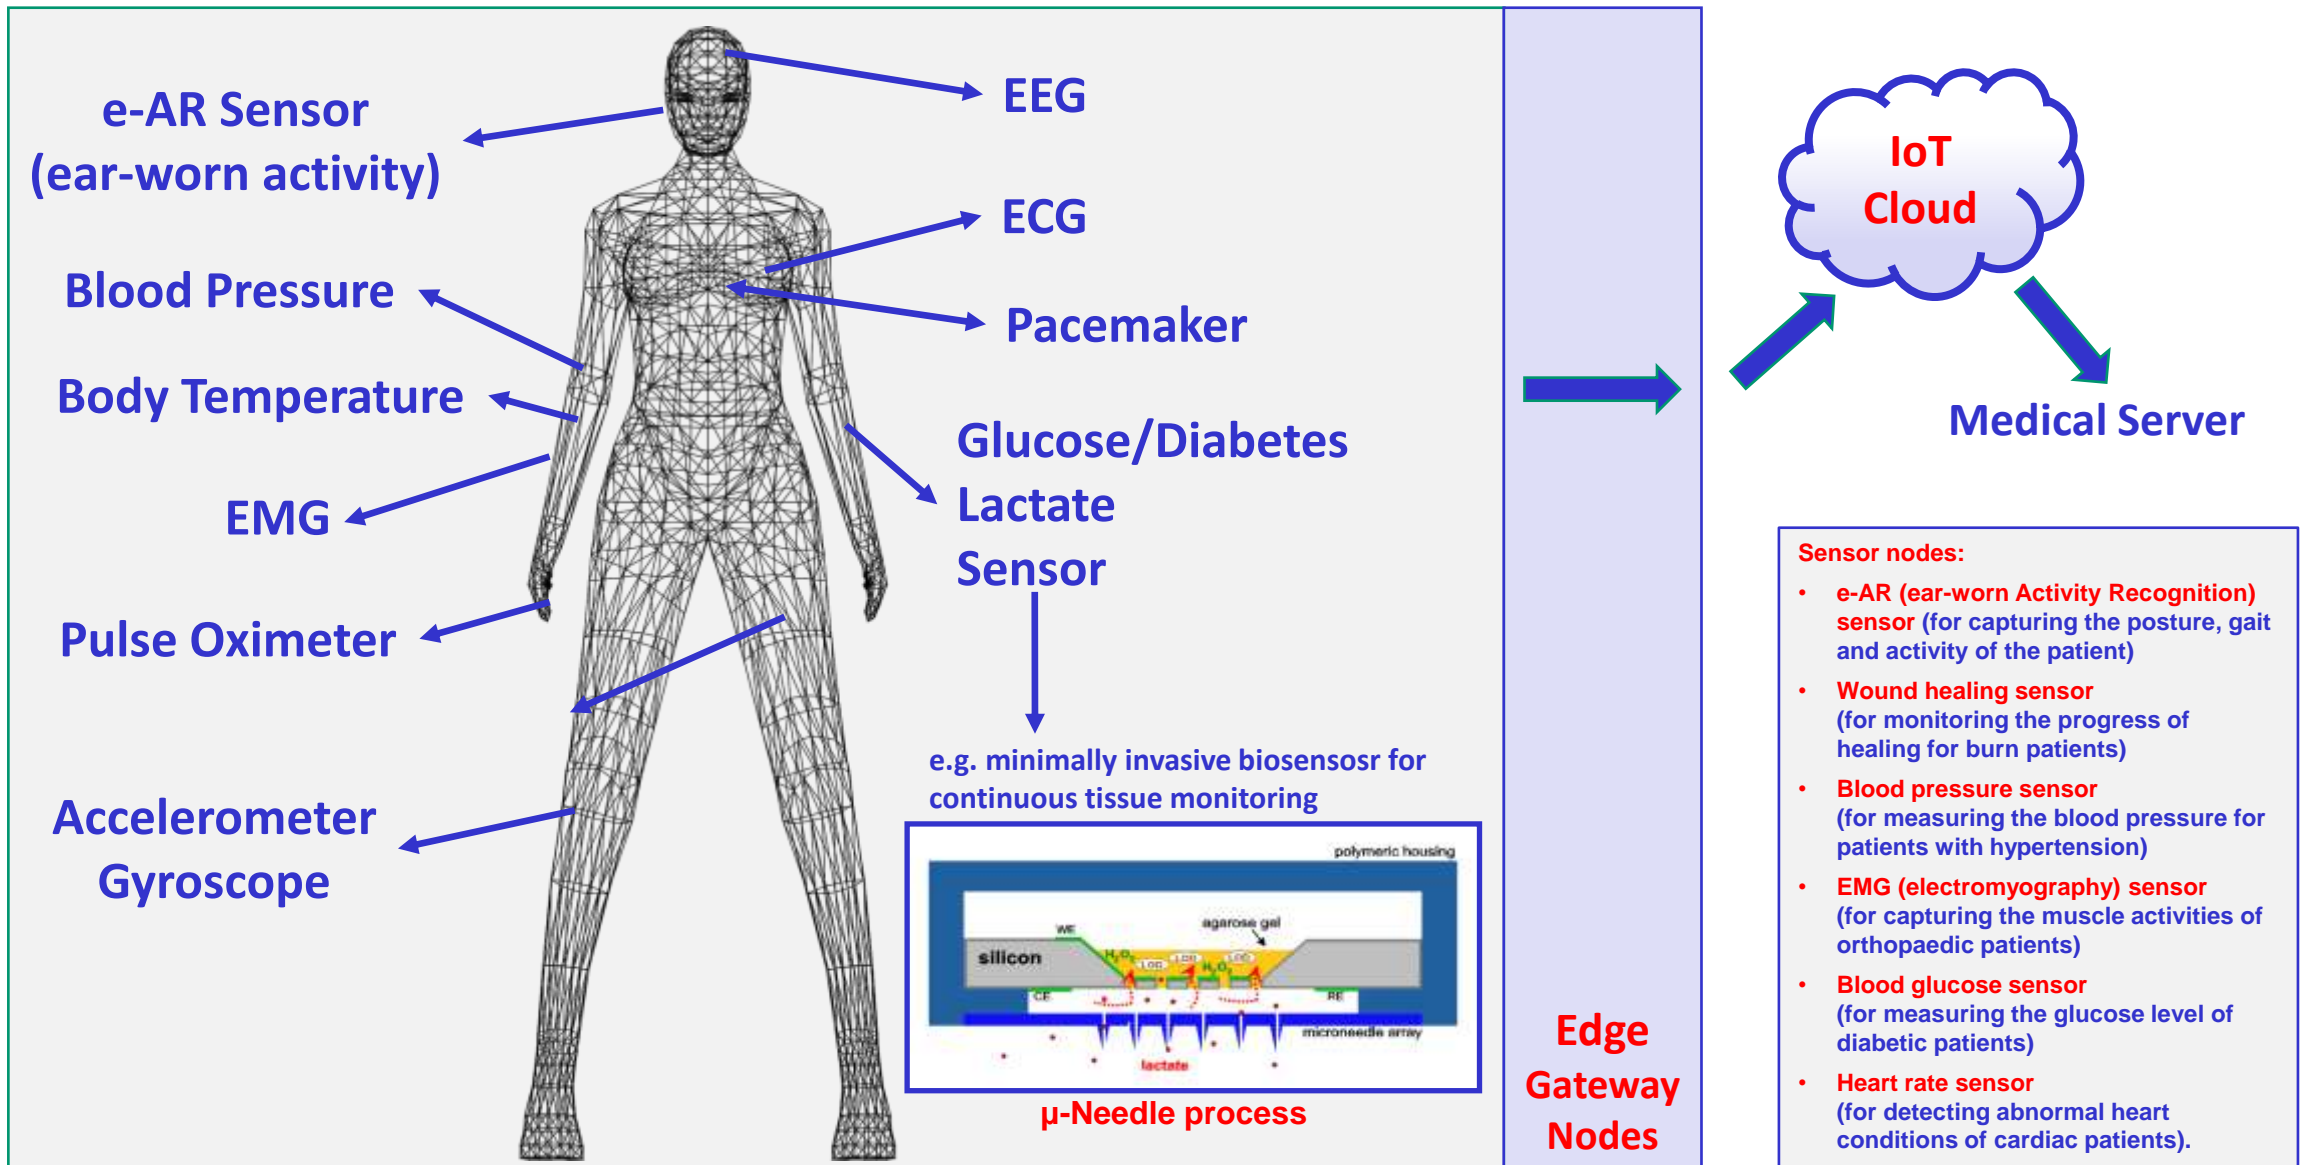 e-AR Sensor
(ear-worn activity)
Blood Pressure
Body Temperature
EMG
Pulse Oximeter
Accelerometer
Gyroscope
EEG
ECG
Pacemaker
Glucose/Diabetes
Lactate
Sensor
e.g. minimally invasive biosensosr for
continuous tissue monitoring
polymeric housing
agarose gel
WE
silicon
H₂O₂
LOD
LOD
LOD
H₂O₂
CE
RE
microneedle array
lactate
µ-Needle process
Edge
Gateway
Nodes
IoT
Cloud
Medical Server
Sensor nodes:
• e-AR (ear-worn Activity Recognition)
sensor (for capturing the posture, gait
and activity of the patient)
• Wound healing sensor
(for monitoring the progress of
healing for burn patients)
• Blood pressure sensor
(for measuring the blood pressure for
patients with hypertension)
• EMG (electromyography) sensor
(for capturing the muscle activities of
orthopaedic patients)
• Blood glucose sensor
(for measuring the glucose level of
diabetic patients)
• Heart rate sensor
(for detecting abnormal heart
conditions of cardiac patients).